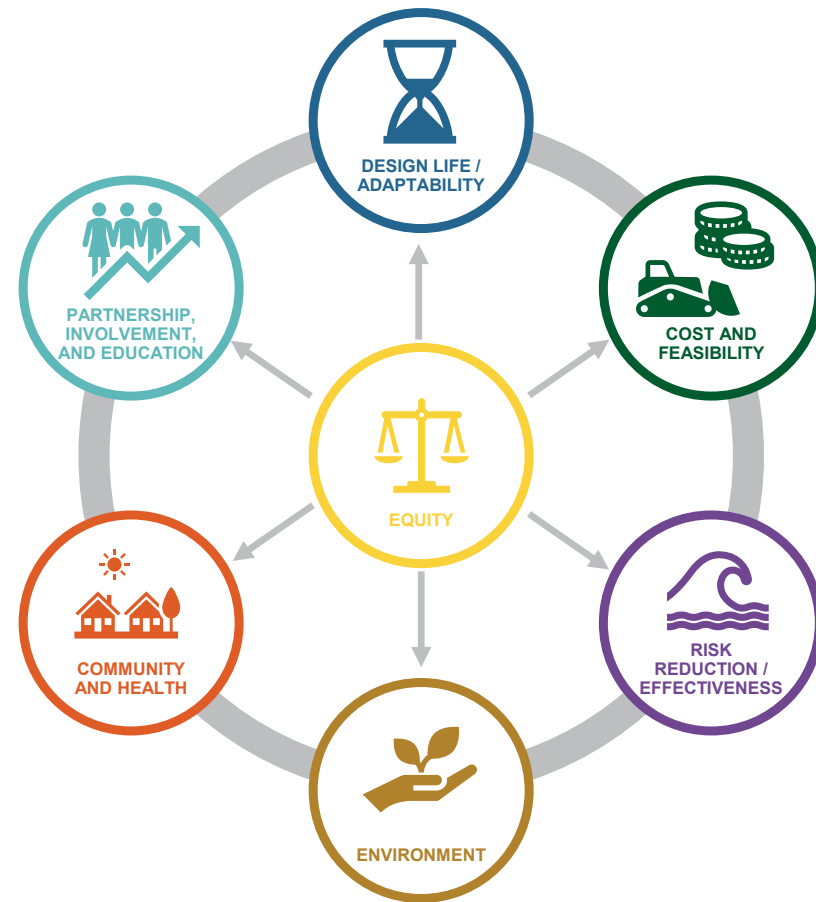 DESIGN LIFE /
ADAPTABILITY
PARTNERSHIP,
INVOLVEMENT,
AND EDUCATION
COST AND
FEASIBILITY
EQUITY
COMMUNITY
AND HEALTH
RISK
REDUCTION /
EFFECTIVENESS
ENVIRONMENT